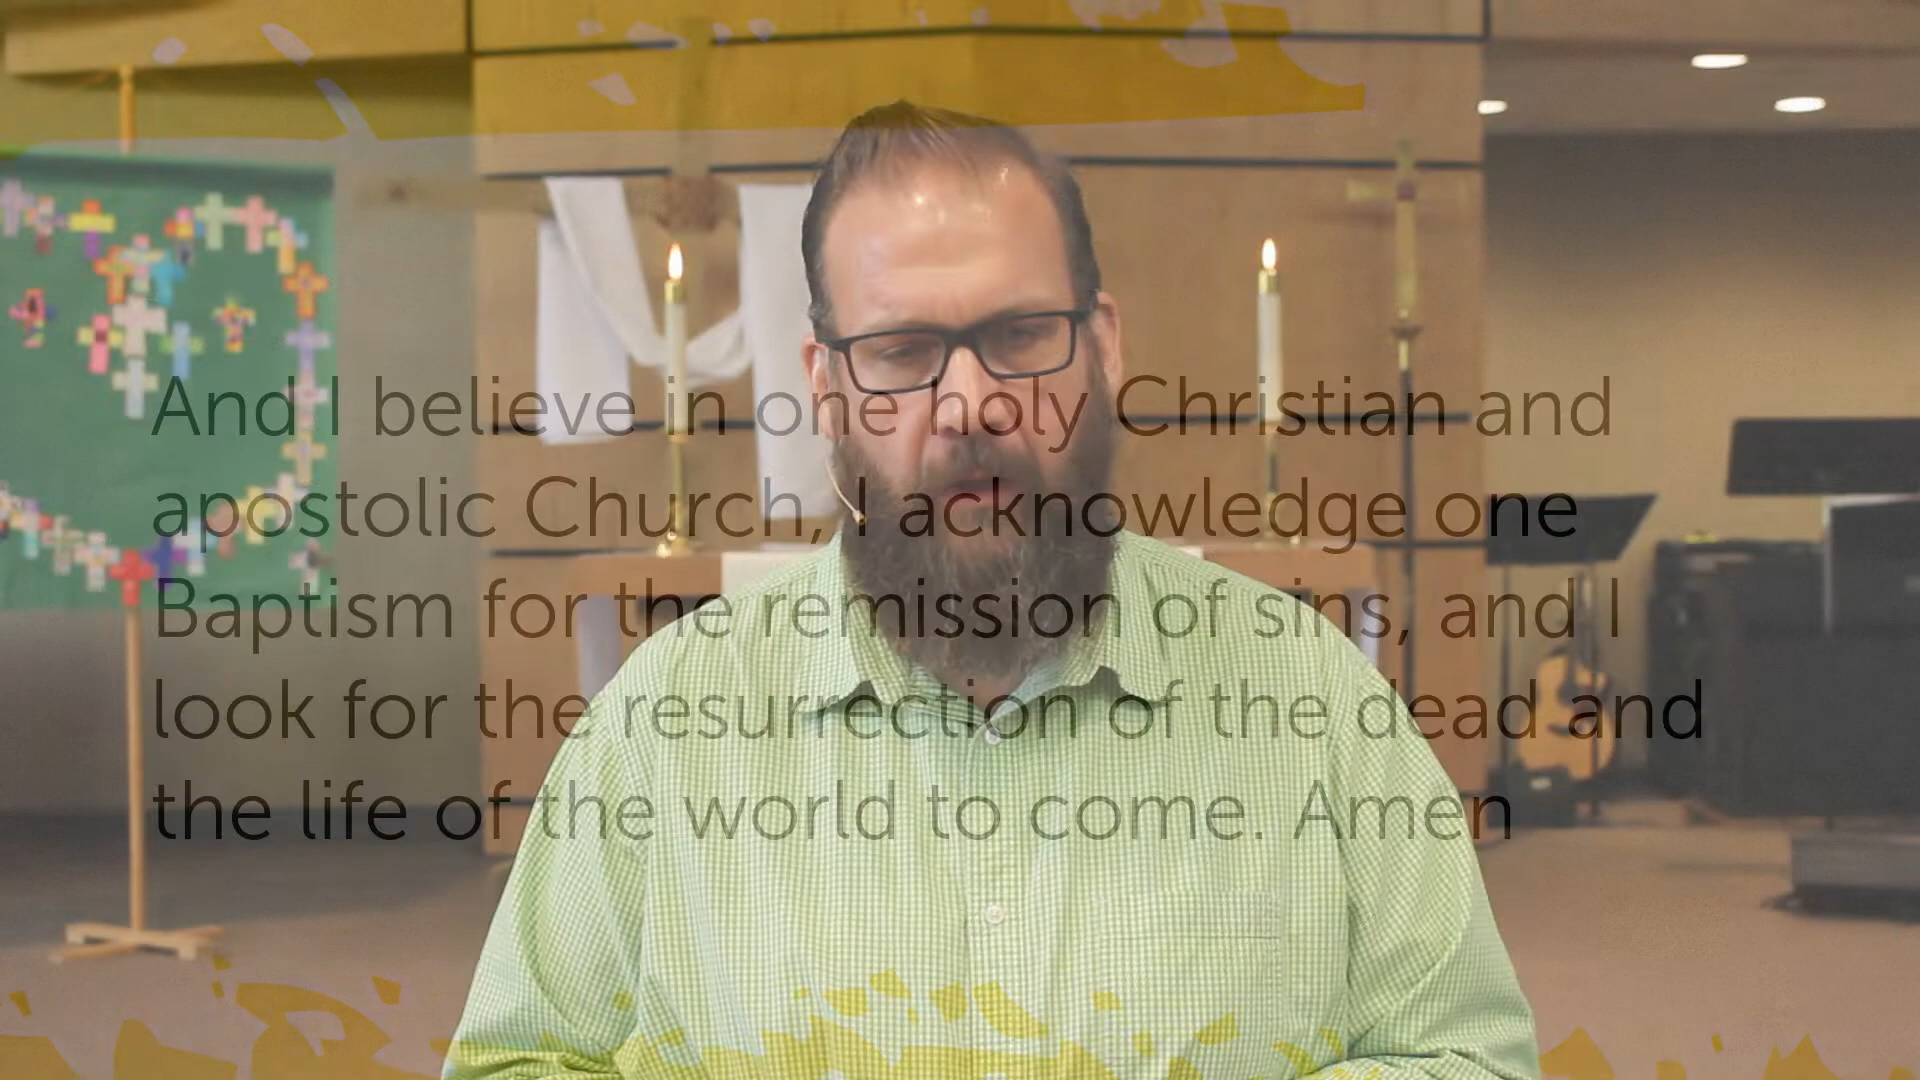 And I believe in one holy Christian and
apostolic Church, I acknowledge one
Baptism for the remission of sins, and I
look for the resurrection of the dead and
the life of the world to come. Amen